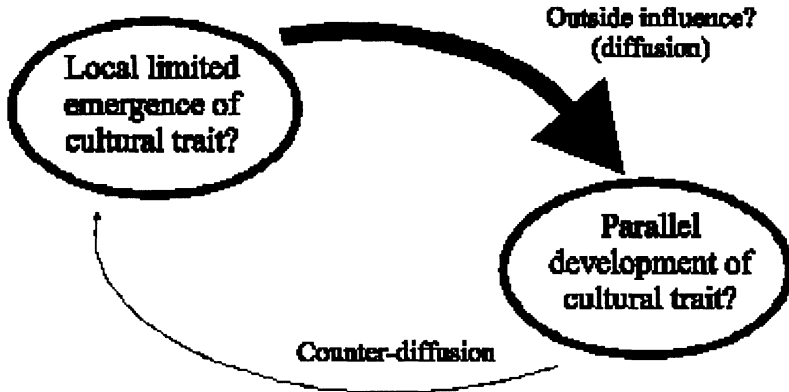 Outside influence?
(diffusion)
Local limited
emergence of
cultural trait?
Parallel
development of
cultural trait?
Counter-diffusion